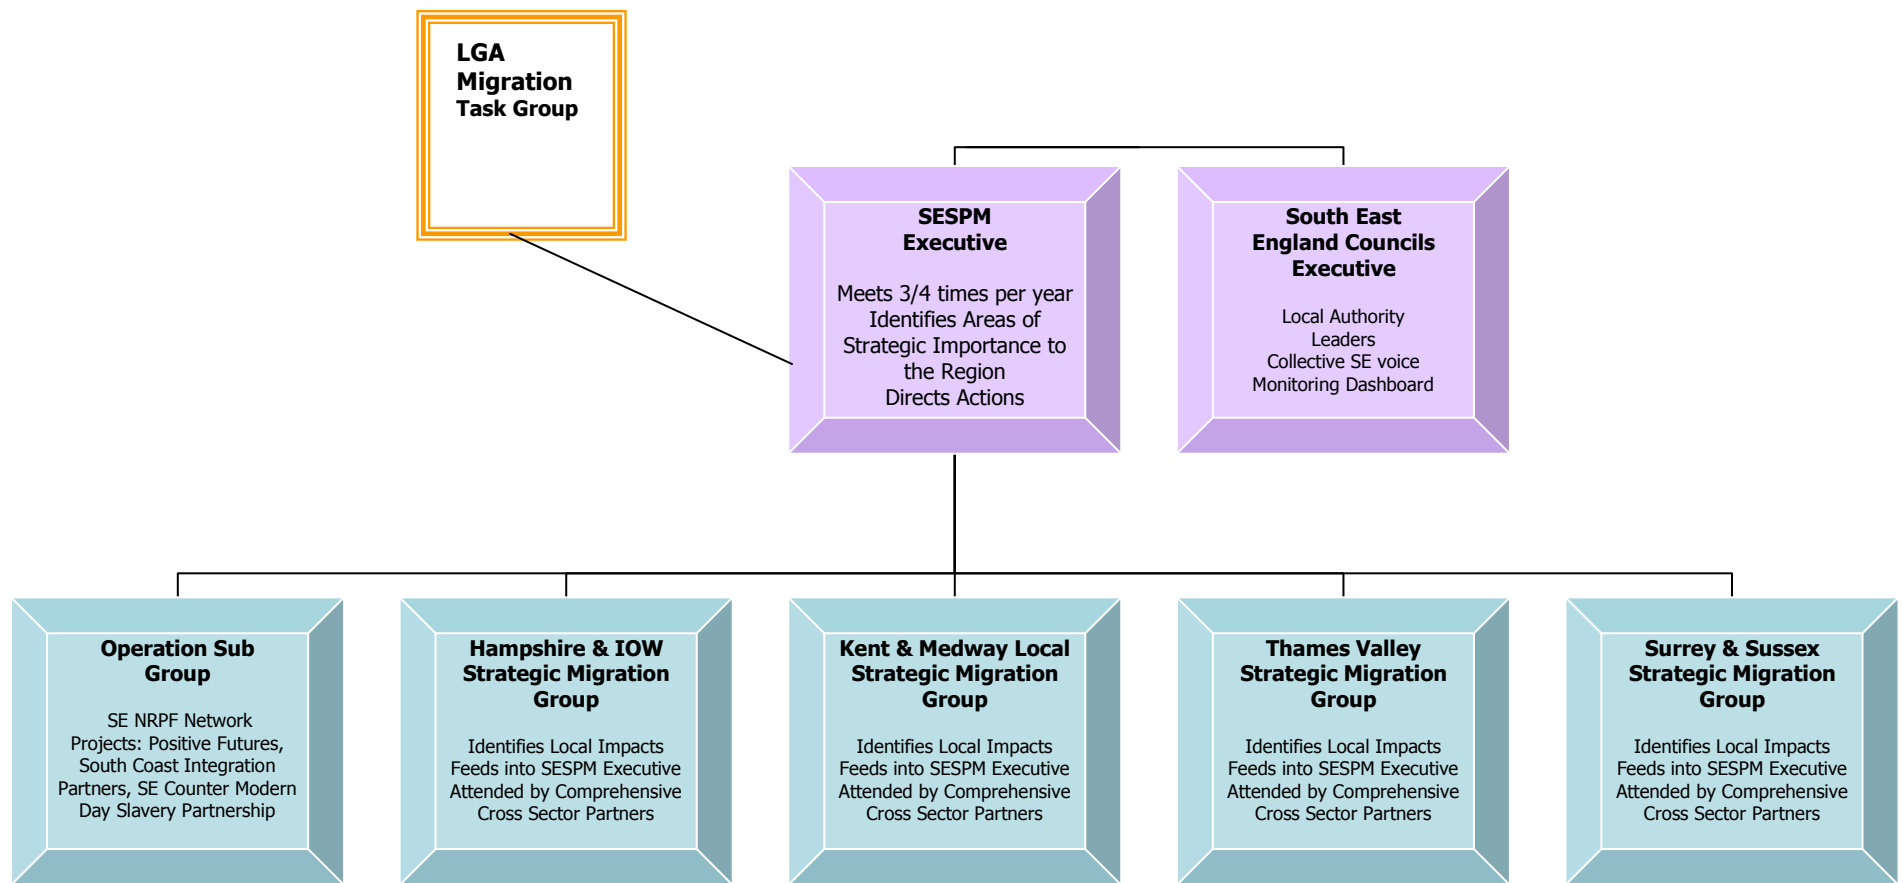 LGA
Migration
Task Group
SESPM
Executive
Meets 3/4 times per year
Identifies Areas of
Strategic Importance to
the Region
Directs Actions
South East
England Councils
Executive
Local Authority
Leaders
Collective SE voice
Monitoring Dashboard
Operation Sub
Group
SE NRPF Network
Projects: Positive Futures,
South Coast Integration
Partners, SE Counter Modern
Day Slavery Partnership
Hampshire & IOW
Strategic Migration
Group
Identifies Local Impacts
Feeds into SESPM Executive
Attended by Comprehensive
Cross Sector Partners
Kent & Medway Local
Strategic Migration
Group
Identifies Local Impacts
Feeds into SESPM Executive
Attended by Comprehensive
Cross Sector Partners
Thames Valley
Strategic Migration
Group
Identifies Local Impacts
Feeds into SESPM Executive
Attended by Comprehensive
Cross Sector Partners
Surrey & Sussex
Strategic Migration
Group
Identifies Local Impacts
Feeds into SESPM Executive
Attended by Comprehensive
Cross Sector Partners